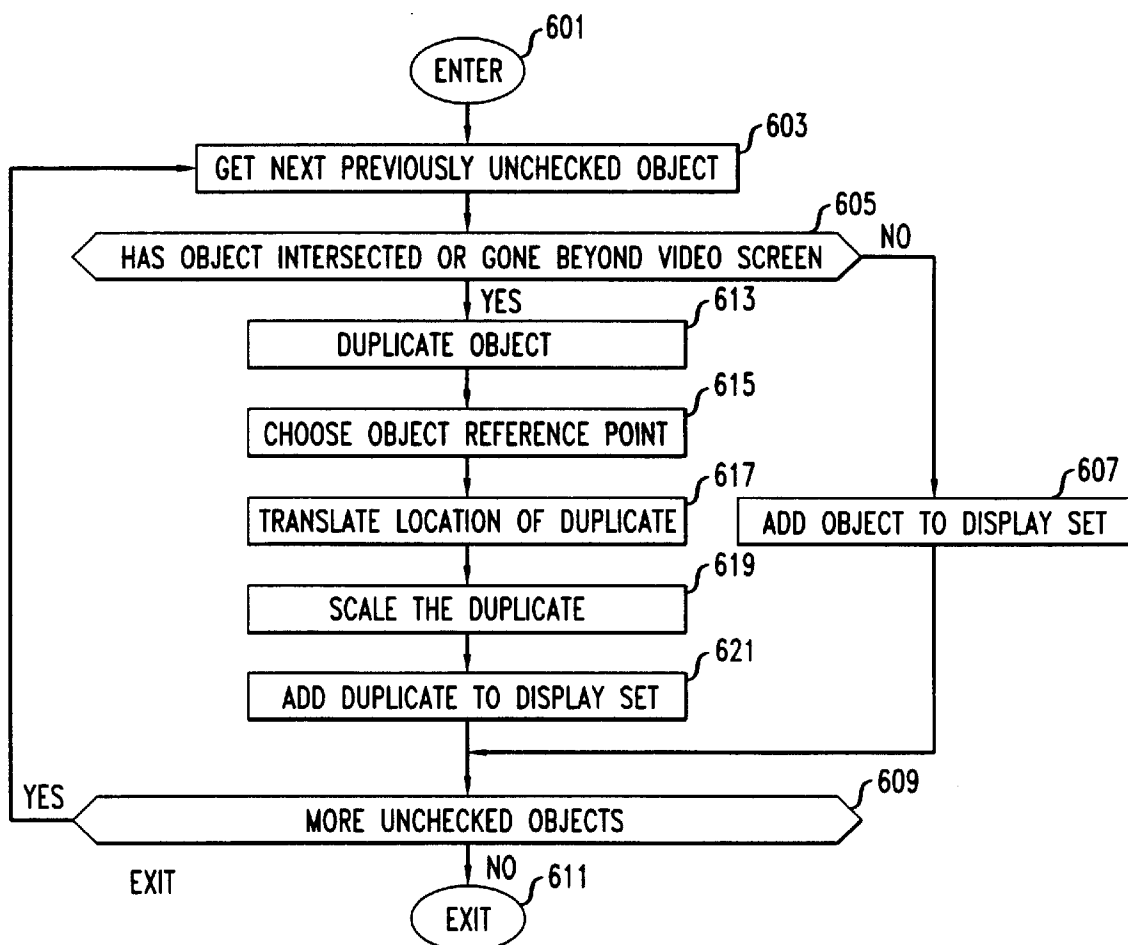 601
ENTER
603
GET NEXT PREVIOUSLY UNCHECKED OBJECT
605
HAS OBJECT INTERSECTED OR GONE BEYOND VIDEO SCREEN
NO
YES
613
DUPLICATE OBJECT
615
CHOOSE OBJECT REFERENCE POINT
617
TRANSLATE LOCATION OF DUPLICATE
607
ADD OBJECT TO DISPLAY SET
619
SCALE THE DUPLICATE
621
ADD DUPLICATE TO DISPLAY SET
609
YES
MORE UNCHECKED OBJECTS
NO
EXIT
611
EXIT